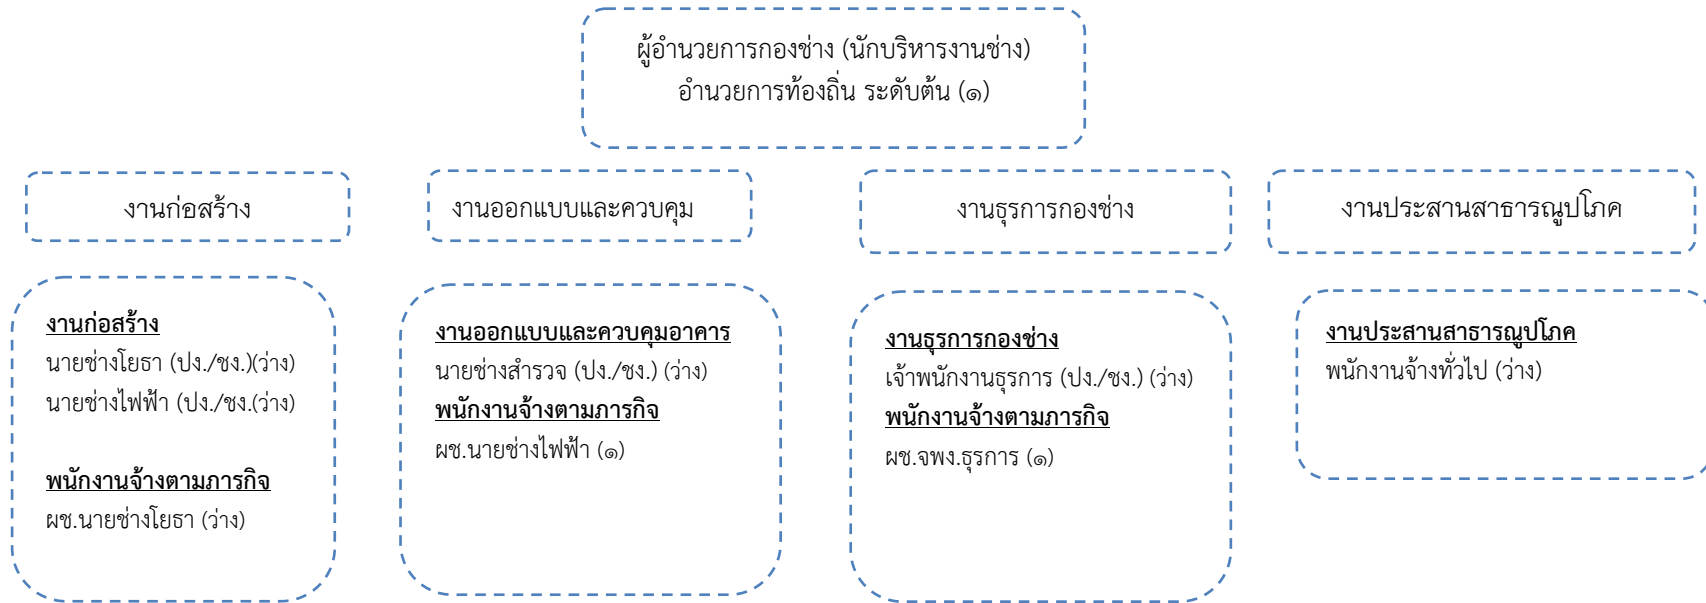 ผู้อำนวยการกองช่าง (นักบริหารงานช่าง)
อำนวยการท้องถิ่น ระดับต้น (๑)
งานก่อสร้าง
งานออกแบบและควบคุม
งานธุรการกองช่าง
งานประสานสาธารณูปโภค
งานก่อสร้าง
นายช่างโยธา (ปง./ชง.)(ว่าง)
นายช่างไฟฟ้า (ปง./ชง.(ว่าง)
พนักงานจ้างตามภารกิจ
ผช.นายช่างโยธา (ว่าง)
งานออกแบบและควบคุมอาคาร
นายช่างสำรวจ (ปง./ชง.) (ว่าง)
พนักงานจ้างตามภารกิจ
ผช.นายช่างไฟฟ้า (๑)
งานธุรการกองช่าง
เจ้าพนักงานธุรการ (ปง./ชง.) (ว่าง)
พนักงานจ้างตามภารกิจ
ผช.จพง.ธุรการ (๑)
งานประสานสาธารณูปโภค
พนักงานจ้างทั่วไป (ว่าง)